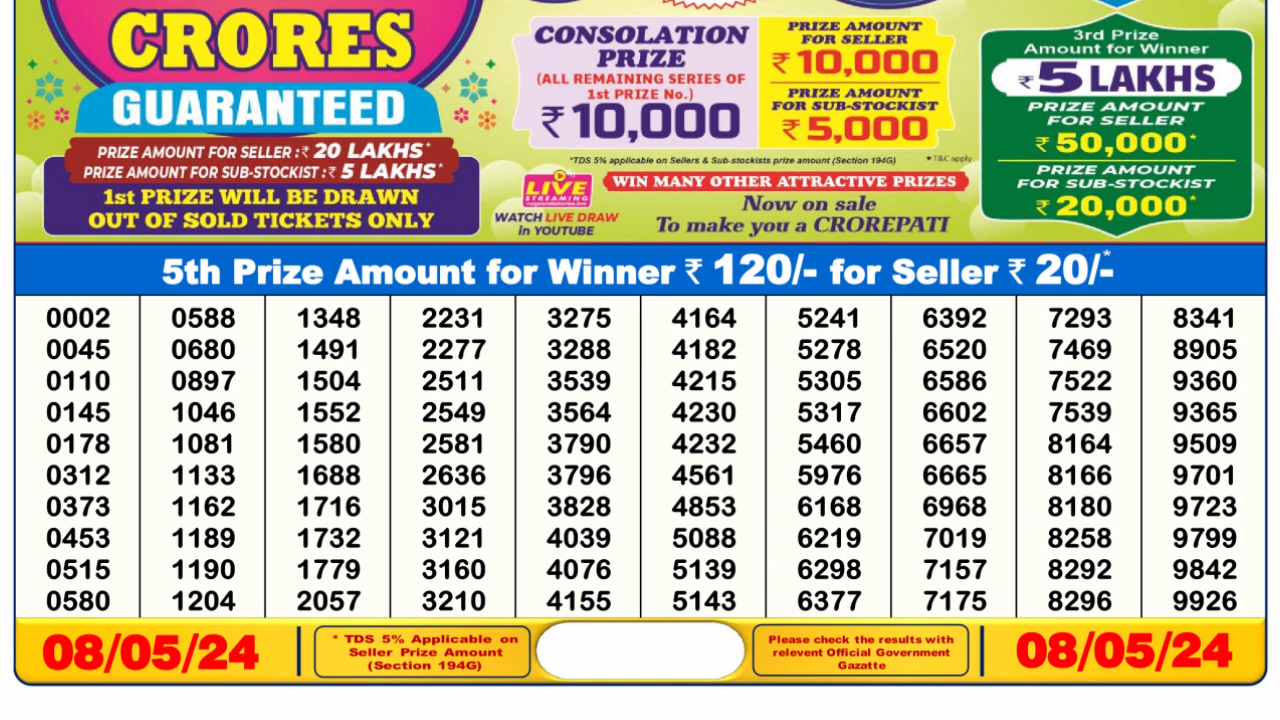 CRORES
GUARANTEED
PRIZE AMOUNT FOR SELLER :₹ 20 LAKHS*
PRIZE AMOUNT FOR SUB-STOCKIST :₹ 5 LAKHS*
1st PRIZE WILL BE DRAWN
OUT OF SOLD TICKETS ONLY
CONSOLATION
PRIZE
(ALL REMAINING SERIES OF
1st PRIZE No.)
₹ 10,000
PRIZE AMOUNT
FOR SELLER
₹ 10,000
PRIZE AMOUNT
FOR SUB-STOCKIST
₹ 5,000
3rd Prize
Amount for Winner
₹ 5 LAKHS
PRIZE AMOUNT
FOR SELLER
₹ 50,000*
PRIZE AMOUNT
FOR SUB-STOCKIST
₹ 20,000*
*TDS 5% applicable on Sellers & Sub-stockists prize amount (Section 194G)
★T&C apply
LIVE
STREAMING
WATCH LIVE DRAW
in YOUTUBE
WIN MANY OTHER ATTRACTIVE PRIZES
Now on sale
To make you a CROREPATI
5th Prize Amount for Winner ₹ 120/- for Seller ₹ 20/-*
0002 0588 1348 2231 3275 4164 5241 6392 7293 8341
0045 0680 1491 2277 3288 4182 5278 6520 7469 8905
0110 0897 1504 2511 3539 4215 5305 6586 7522 9360
0145 1046 1552 2549 3564 4230 5317 6602 7539 9365
0178 1081 1580 2581 3790 4232 5460 6657 8164 9509
0312 1133 1688 2636 3796 4561 5976 6665 8166 9701
0373 1162 1716 3015 3828 4853 6168 6968 8180 9723
0453 1189 1732 3121 4039 5088 6219 7019 8258 9799
0515 1190 1779 3160 4076 5139 6298 7157 8292 9842
0580 1204 2057 3210 4155 5143 6377 7175 8296 9926
08/05/24
* TDS 5% Applicable on
Seller Prize Amount
(Section 194G)
Please check the results with
relevent Official Government
Gazatte
08/05/24